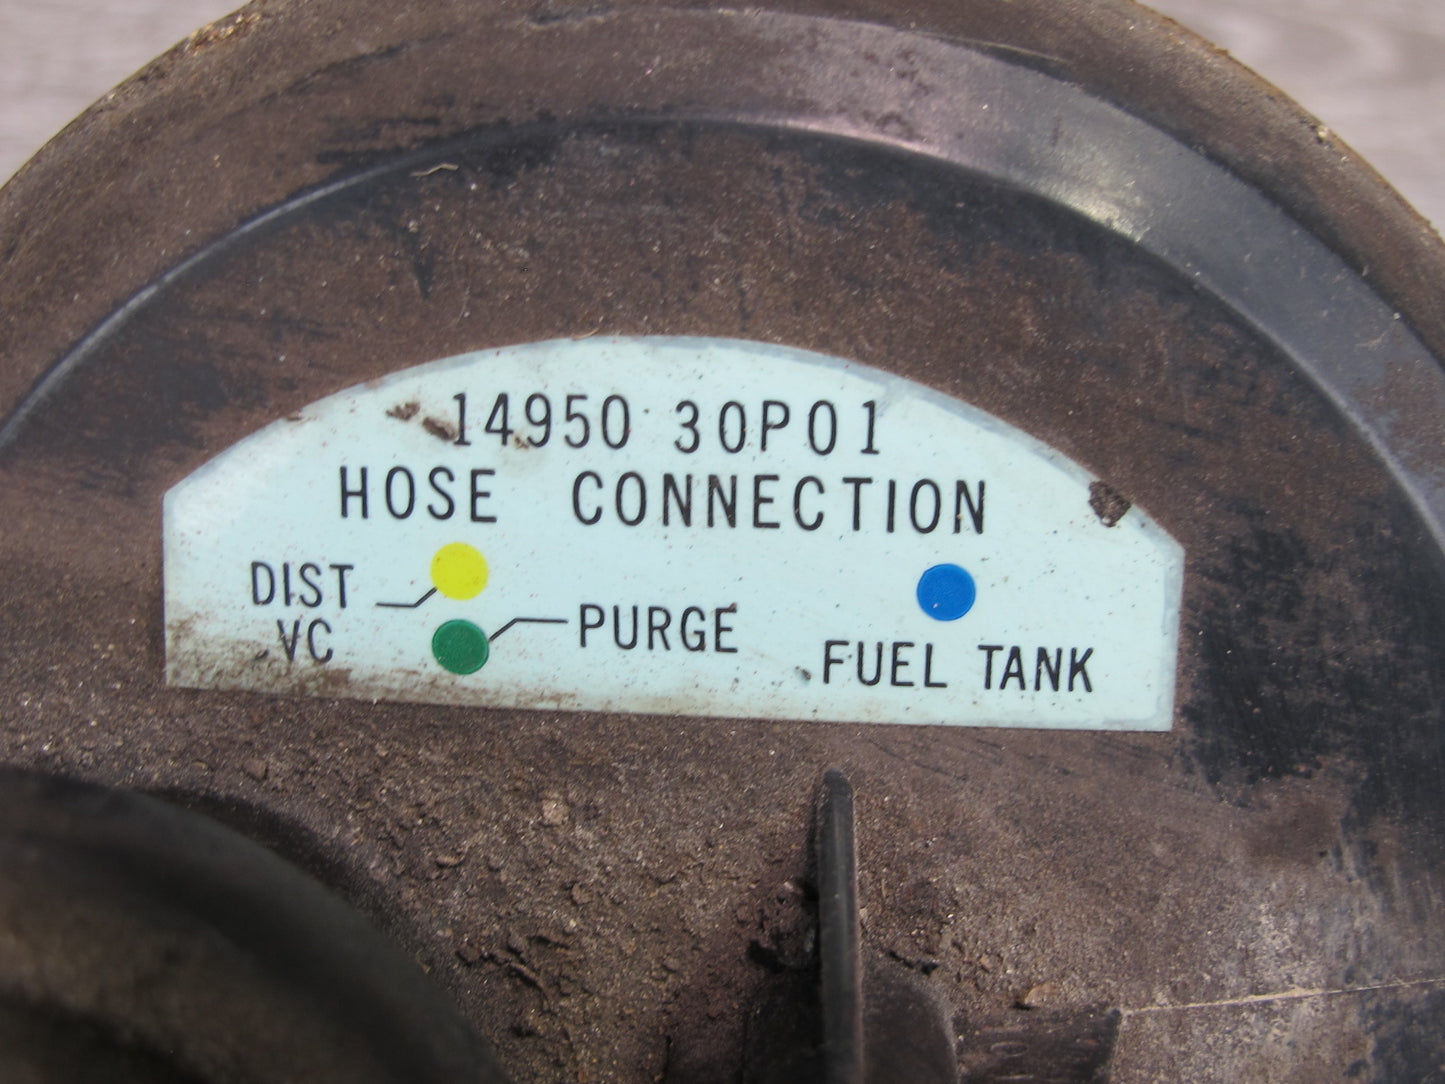 14950 30P01
HOSE CONNECTION
DIST
VC
PURGE
FUEL TANK